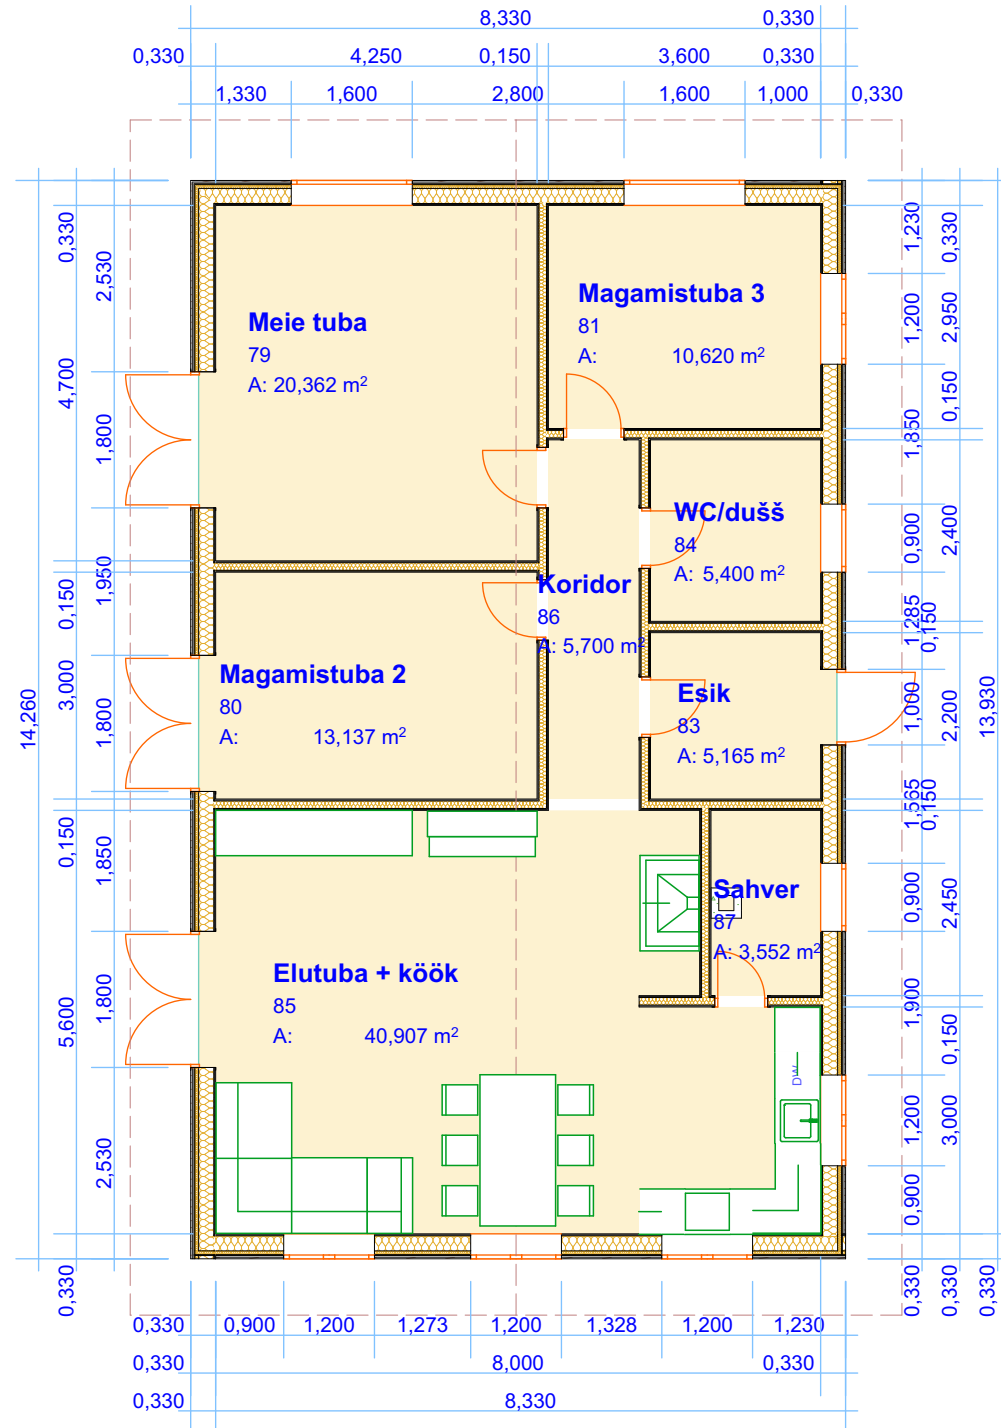 8,330 0,330
0,330 4,250 0,150 3,600 0,330
1,330 1,600 2,800 1,600 1,000 0,330
0,330
2,530
4,700
1,800
1,950
0,150
3,000
1,800
14,260
0,150
1,850
1,800
5,600
2,530
0,330
Meie tuba
79
A: 20,362 m²
Magamistuba 3
81
A: 10,620 m²
WC/dušš
84
A: 5,400 m²
Koridor
86
A: 5,700 m²
Magamistuba 2
80
A: 13,137 m²
Esik
83
A: 5,165 m²
Sahver
87
A: 3,552 m²
Elutuba + köök
85
A: 40,907 m²
DW
1,230
0,330
1,200
2,950
0,150
1,850
0,900
2,400
1,285
0,150
1,000
2,200
13,930
1,565
0,150
0,900
2,450
1,900
0,150
1,200
3,000
0,900
0,330
0,330
0,330
0,330 0,900 1,200 1,273 1,200 1,328 1,200 1,230
0,330 8,000 0,330
0,330 8,330